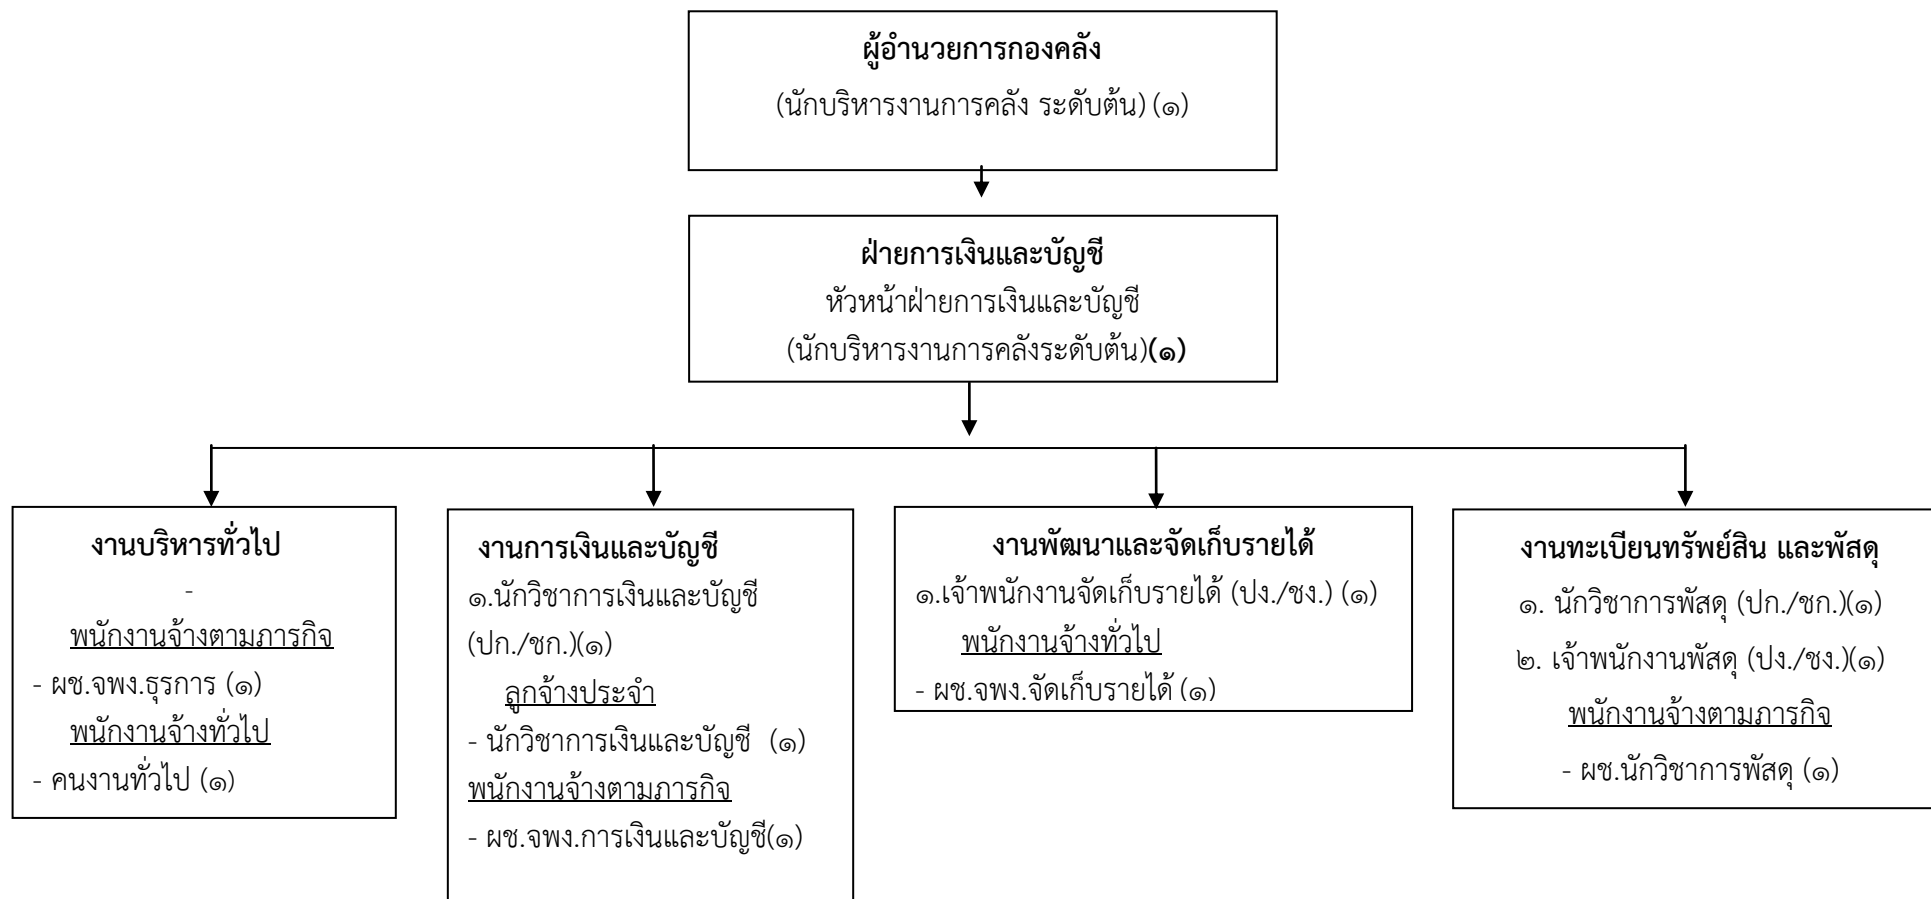 ผู้อำนวยการกองคลัง
(นักบริหารงานการคลัง ระดับต้น) (๑)
ฝ่ายการเงินและบัญชี
หัวหน้าฝ่ายการเงินและบัญชี
(นักบริหารงานการคลังระดับต้น)(๑)
งานบริหารทั่วไป
-
พนักงานจ้างตามภารกิจ
- ผช.จพง.ธุรการ (๑)
พนักงานจ้างทั่วไป
- คนงานทั่วไป (๑)
งานการเงินและบัญชี
๑.นักวิชาการเงินและบัญชี
(ปก./ชก.)(๑)
ลูกจ้างประจำ
- นักวิชาการเงินและบัญชี (๑)
พนักงานจ้างตามภารกิจ
- ผช.จพง.การเงินและบัญชี(๑)
งานพัฒนาและจัดเก็บรายได้
๑.เจ้าพนักงานจัดเก็บรายได้ (ปง./ชง.) (๑)
พนักงานจ้างทั่วไป
- ผช.จพง.จัดเก็บรายได้ (๑)
งานทะเบียนทรัพย์สิน และพัสดุ
๑. นักวิชาการพัสดุ (ปก./ชก.)(๑)
๒. เจ้าพนักงานพัสดุ (ปง./ชง.)(๑)
พนักงานจ้างตามภารกิจ
- ผช.นักวิชาการพัสดุ (๑)